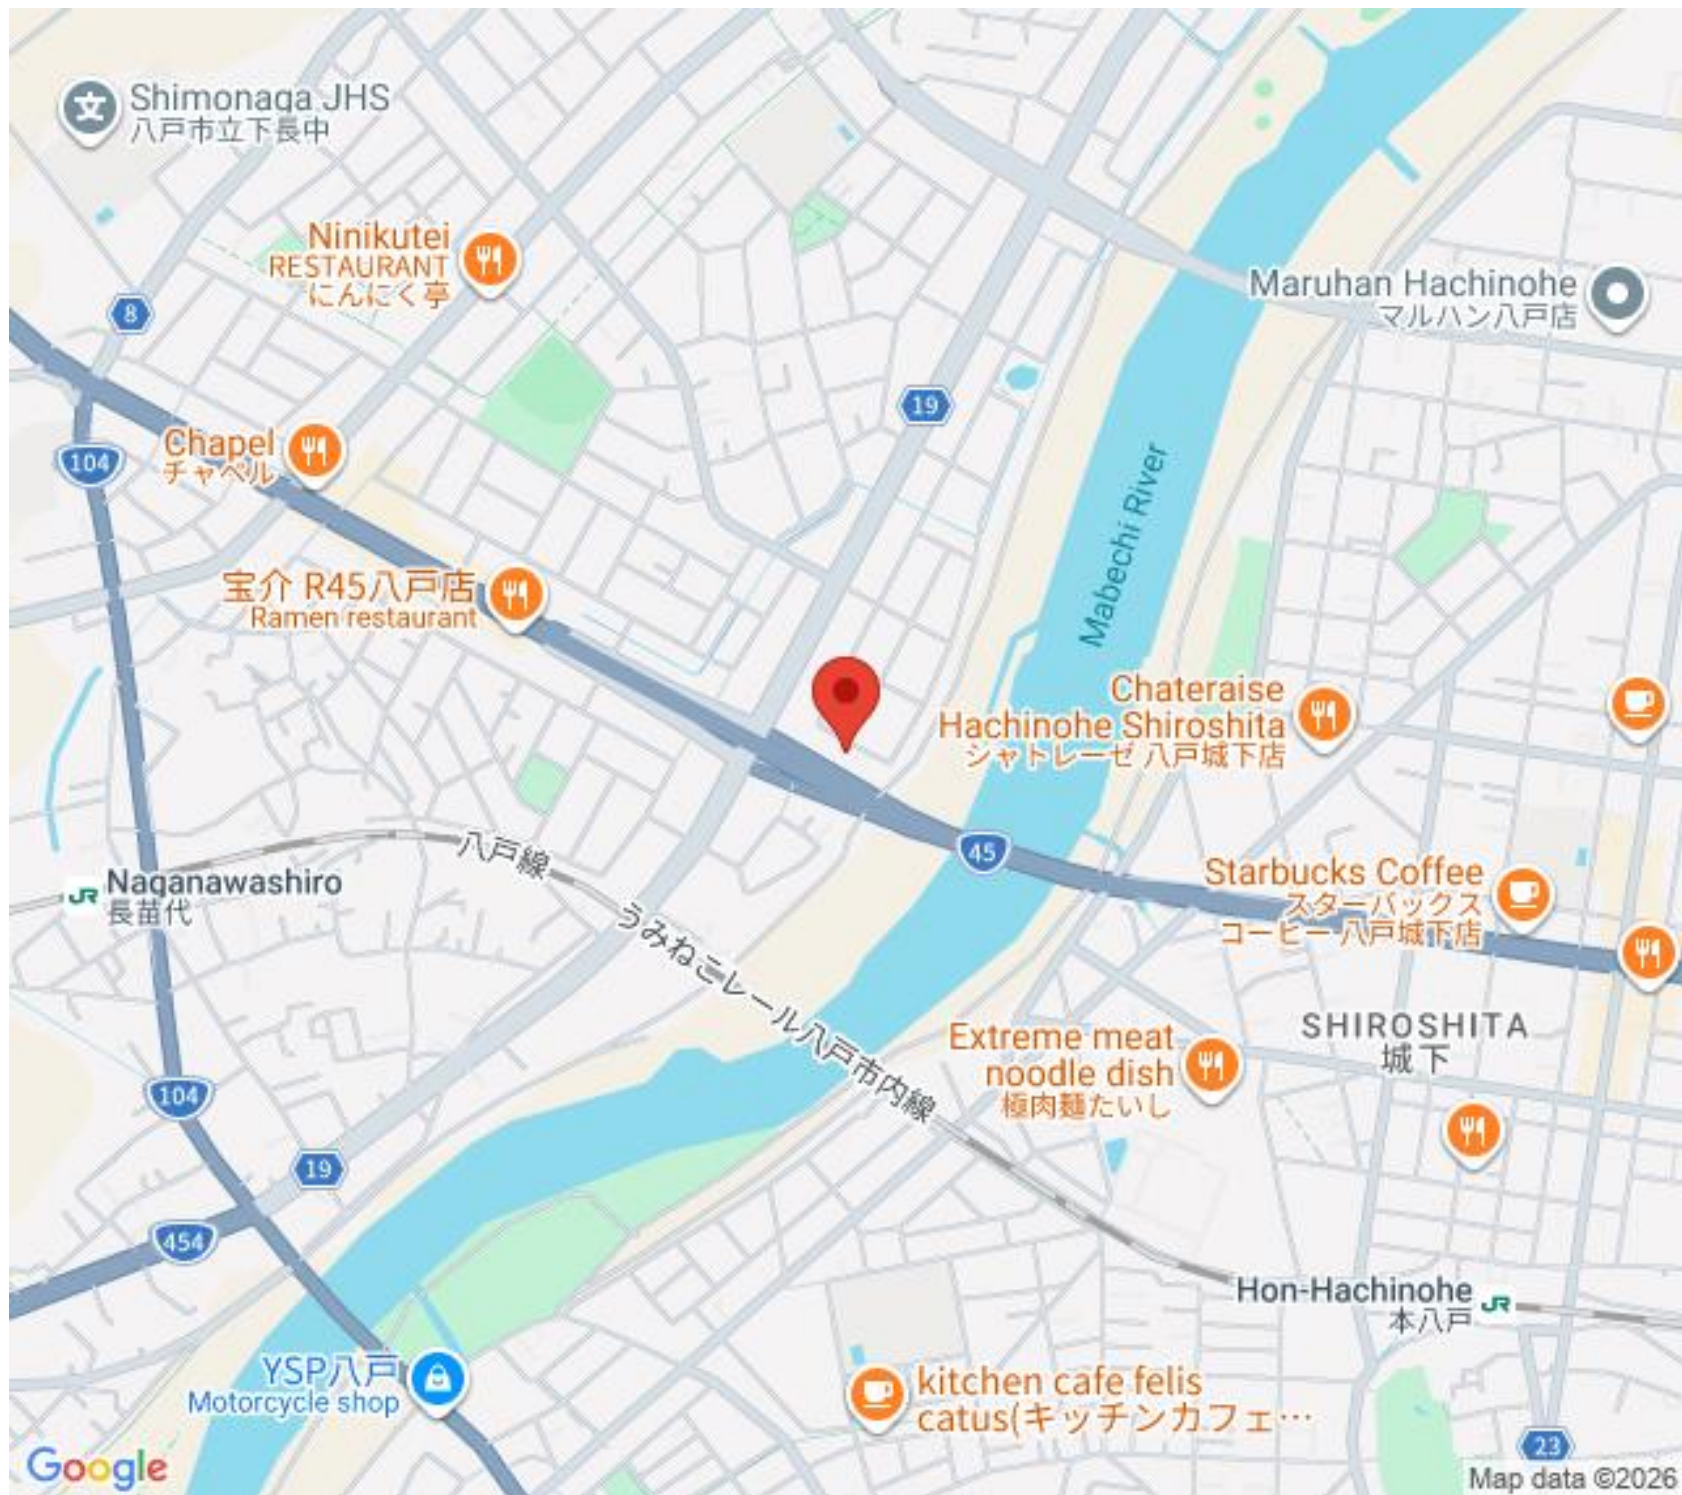 Shimonaga JHS
八戸市立下長中
Ninikutei
RESTAURANT
にんにく亭
8
Maruhan Hachinohe
マルハン八戸店
19
Chapel
チャペル
104
Mabechi River
宝介 R45八戸店
Ramen restaurant
Chateraise
Hachinohe Shiroshita
シャトレーゼ 八戸城下店
八戸線
45
Naganawashiro
長苗代
JR
Starbucks Coffee
スターバックス
コーヒー 八戸城下店
うみねこレール八戸市内線
SHIROSHITA
城下
Extreme meat
noodle dish
極肉麺たいし
104
19
454
Hon-Hachinohe
本八戸
JR
YSP八戸
Motorcycle shop
kitchen cafe felis
catus(キッチンカフェ…
23
Google
Map data ©2026